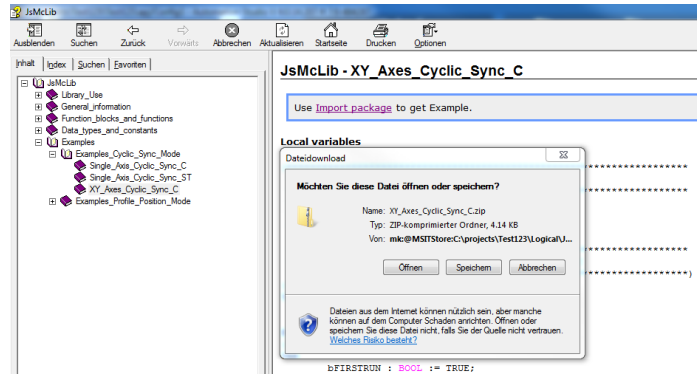 JsMcLib
Ausblenden Suchen Zurück Vorwärts Abbrechen Aktualisieren Startseite Drucken Optionen
Inhalt Index Suchen Favoriten
JsMcLib
Library_Use
General_information
Function_blocks_and_functions
Data_types_and_constants
Examples
Examples_Cyclic_Sync_Mode
Single_Axis_Cyclic_Sync_C
Single_Axis_Cyclic_Sync_ST
XY_Axes_Cyclic_Sync_C
Examples_Profile_Position_Mode
JsMcLib - XY_Axes_Cyclic_Sync_C
Use Import package to get Example.
Local variables
Dateidownload
Möchten Sie diese Datei öffnen oder speichern?
Name: XY_Axes_Cyclic_Sync_C.zip
Typ: ZIP-komprimierter Ordner, 4.14 KB
Von: mk:@MSITStore:C:\projects\Test123\Logical\J...
Öffnen Speichern Abbrechen
Dateien aus dem Internet können nützlich sein, aber manche
können auf dem Computer Schaden anrichten. Öffnen oder
speichern Sie diese Datei nicht, falls Sie der Quelle nicht vertrauen.
Welches Risiko besteht?
bFIRSTRUN : BOOL := TRUE;